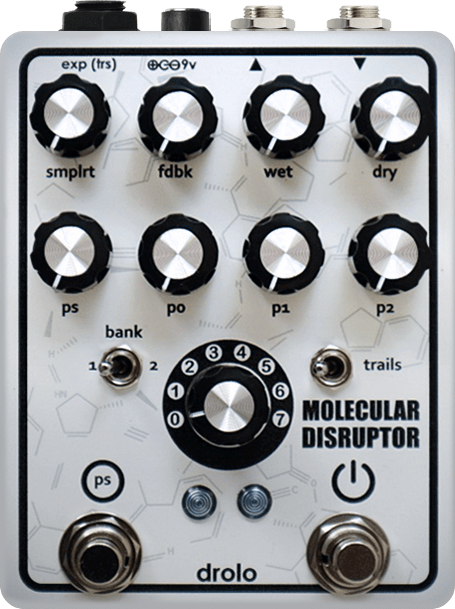 exp (trs) ⊕C⊖9v ▲ ▼
smplrt fdbk wet dry
ps po p1 p2
bank
1 2 trails
0 1 2 3 4 5 6 7
MOLECULAR
DISRUPTOR
ps
drolo